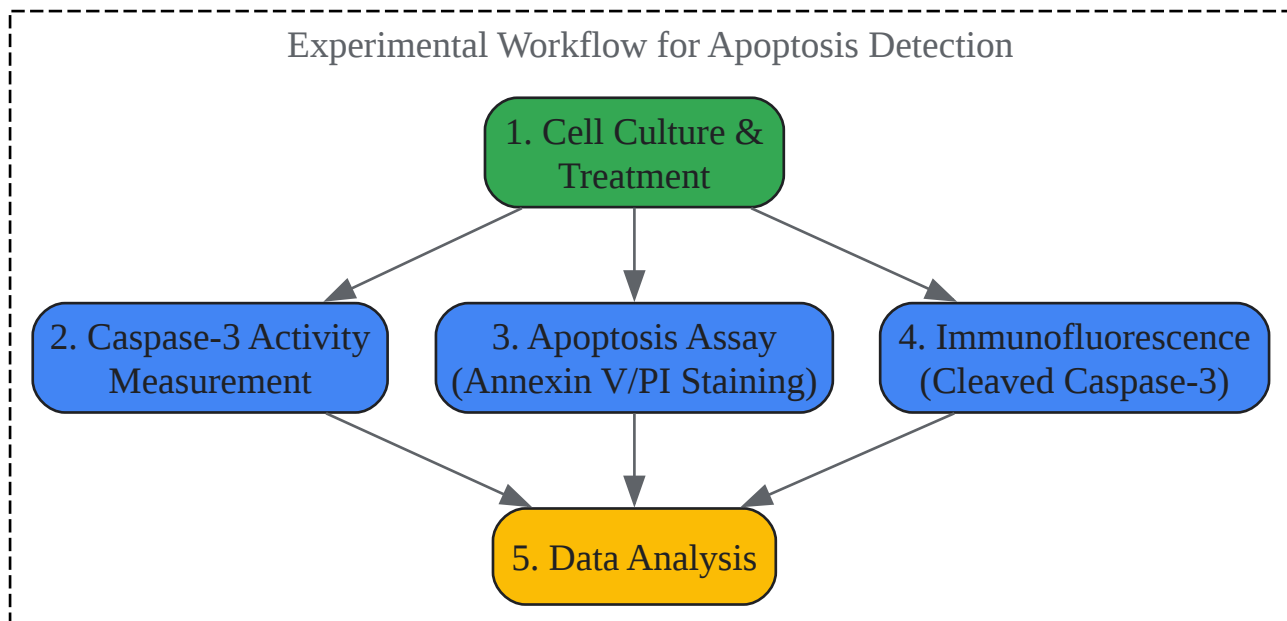 Experimental Workflow for Apoptosis Detection
1. Cell Culture &
Treatment
2. Caspase-3 Activity
Measurement
3. Apoptosis Assay
(Annexin V/PI Staining)
4. Immunofluorescence
(Cleaved Caspase-3)
5. Data Analysis